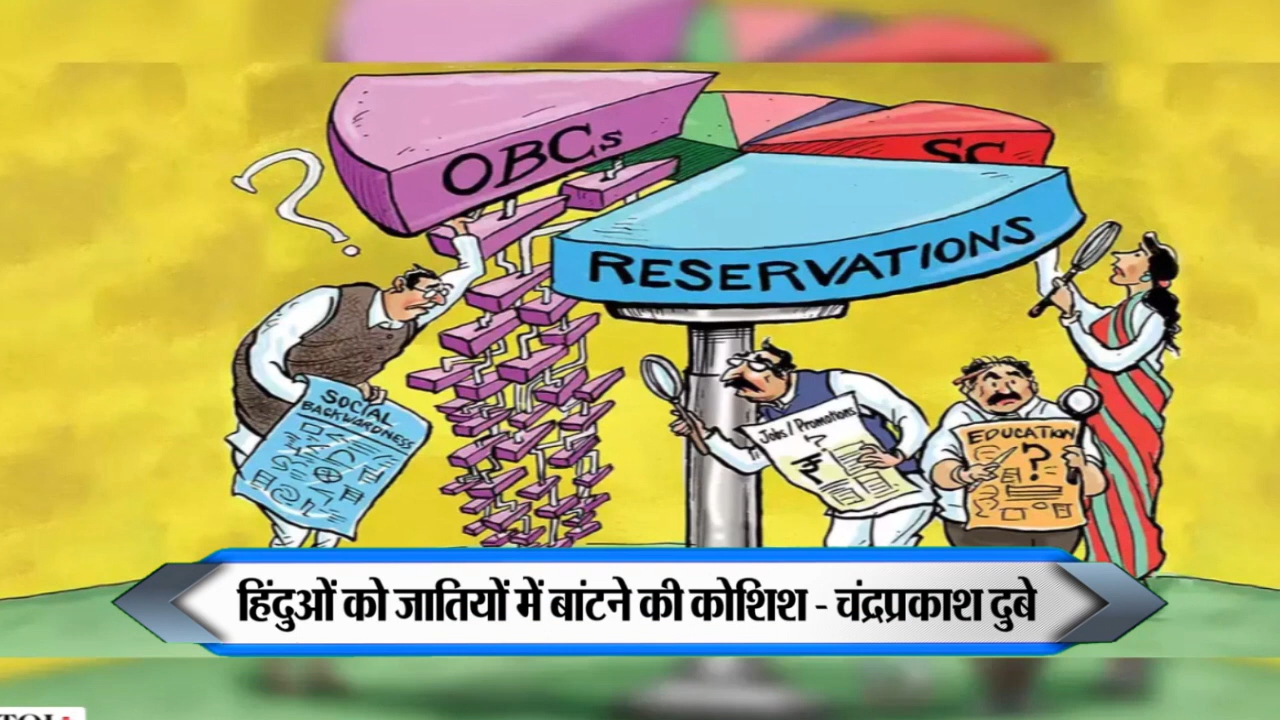 OBCs
SC
RESERVATIONS
SOCIAL
BACKWARDNESS
Jobs / Promotions
?
₹
EDUCATION
?
हिंदुओं को जातियों में बांटने की कोशिश - चंद्रप्रकाश दुबे